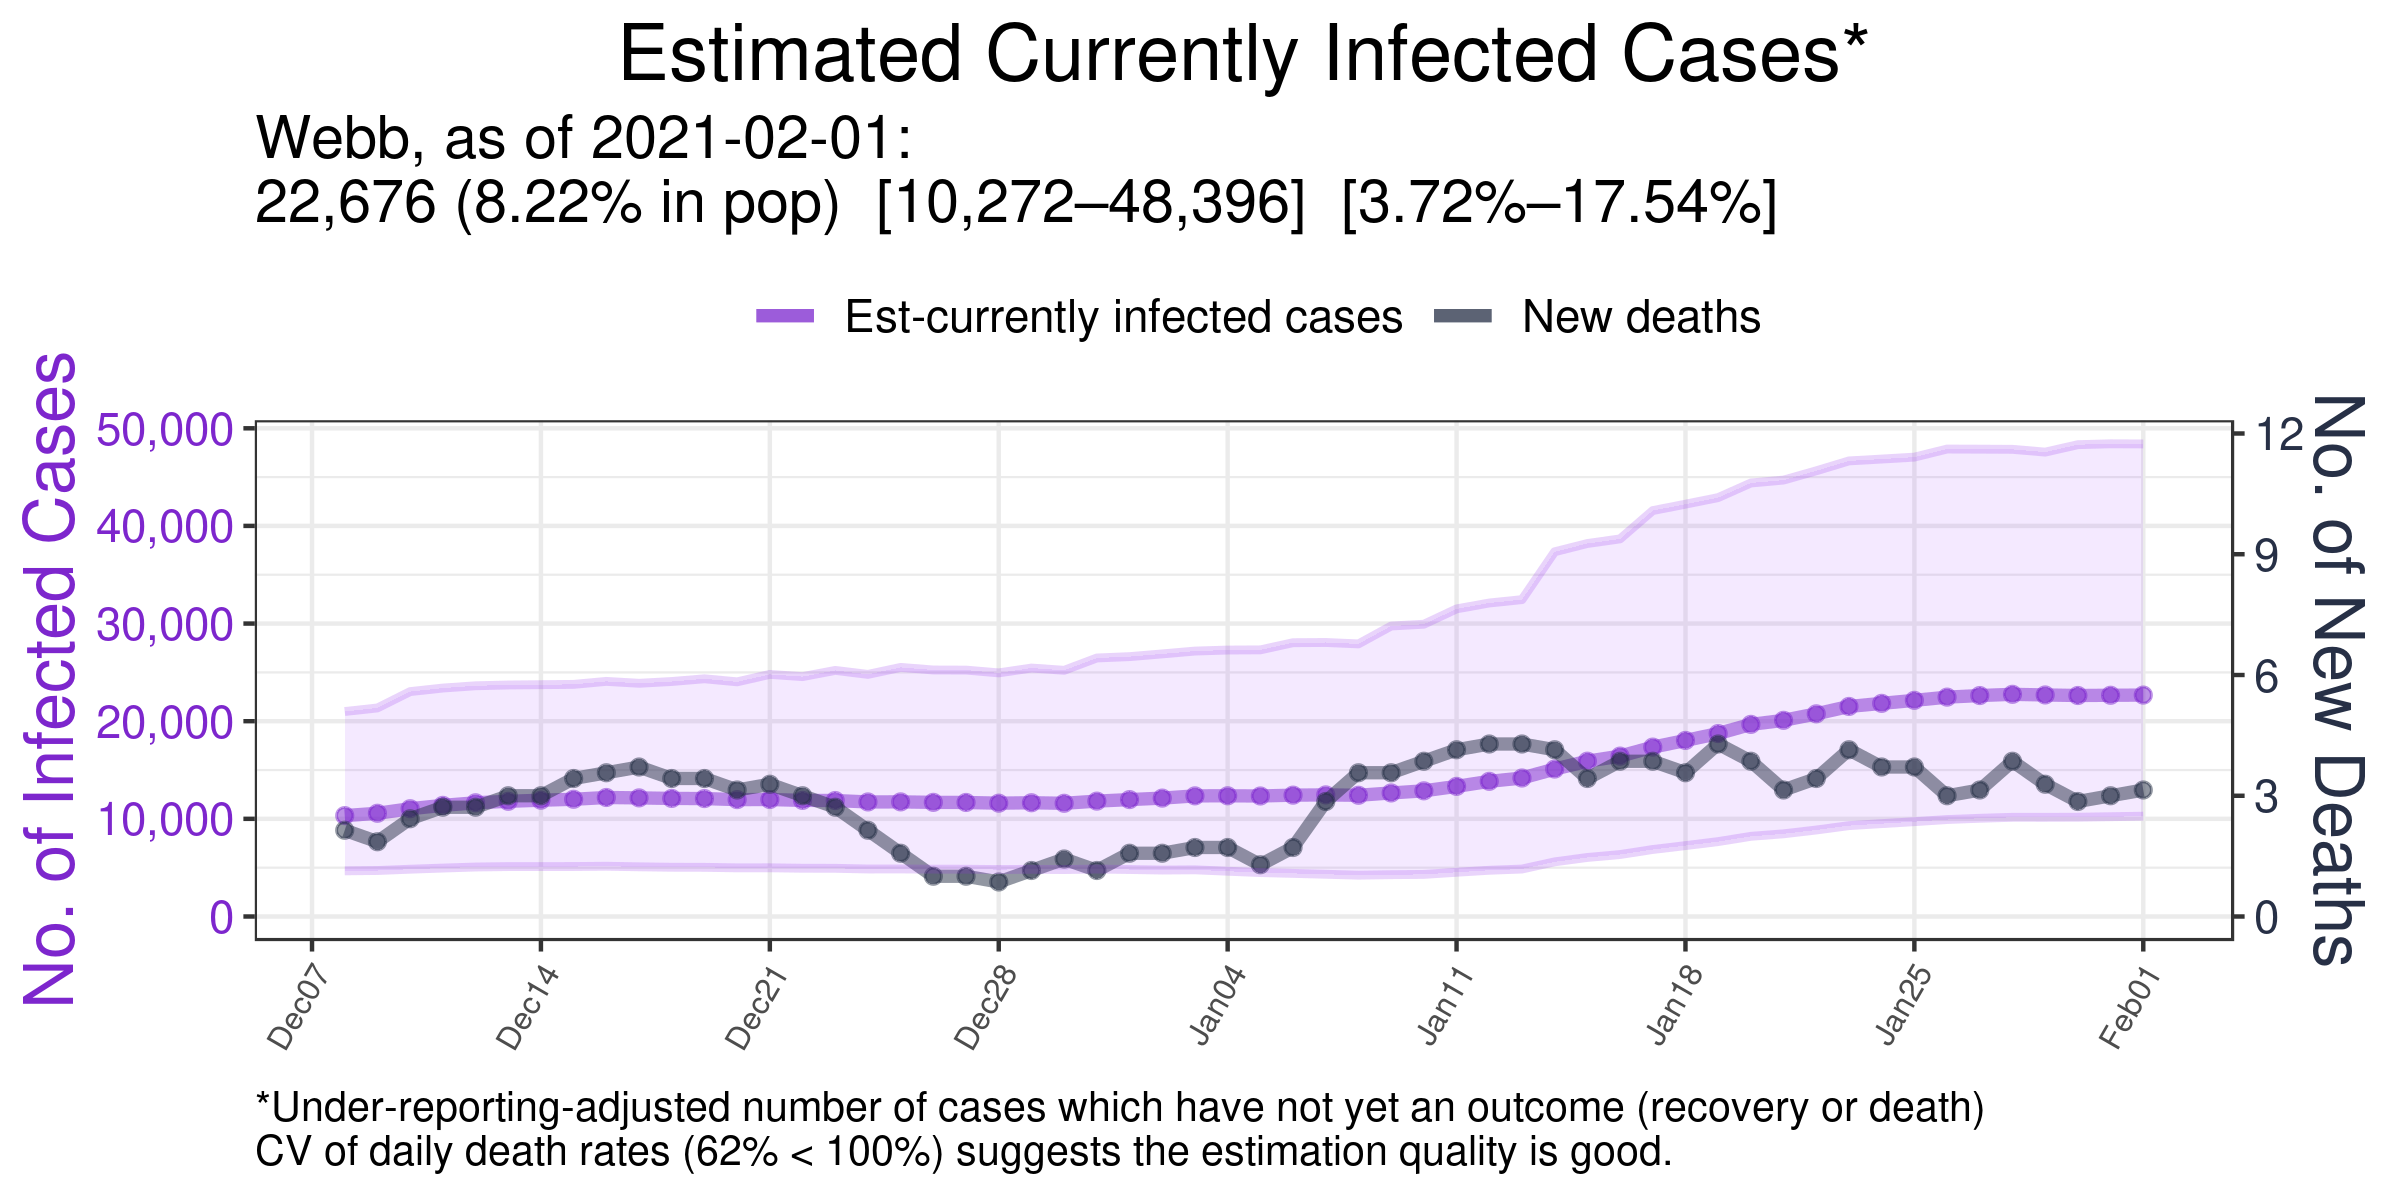 Estimated Currently Infected Cases*
Webb, as of 2021-02-01:
22,676 (8.22% in pop)  [10,272–48,396]  [3.72%–17.54%]
Est-currently infected cases
New deaths
No. of Infected Cases
50,000
40,000
30,000
20,000
10,000
0
12
9
6
3
0
No. of New Deaths
Dec07
Dec14
Dec21
Dec28
Jan04
Jan11
Jan18
Jan25
Feb01
*Under-reporting-adjusted number of cases which have not yet an outcome (recovery or death)
CV of daily death rates (62% < 100%) suggests the estimation quality is good.